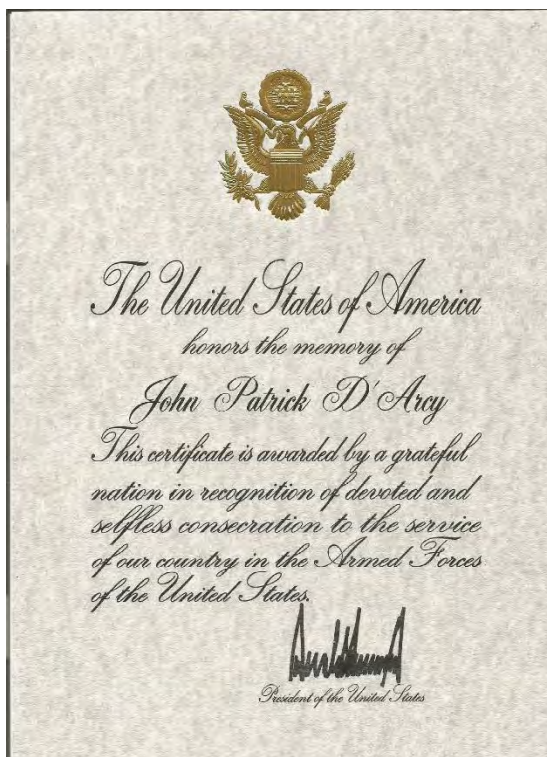 The United States of America
honors the memory of
John Patrick D'Arcy
This certificate is awarded by a grateful
nation in recognition of devoted and
selfless consecration to the service
of our country in the Armed Forces
of the United States.
President of the United States